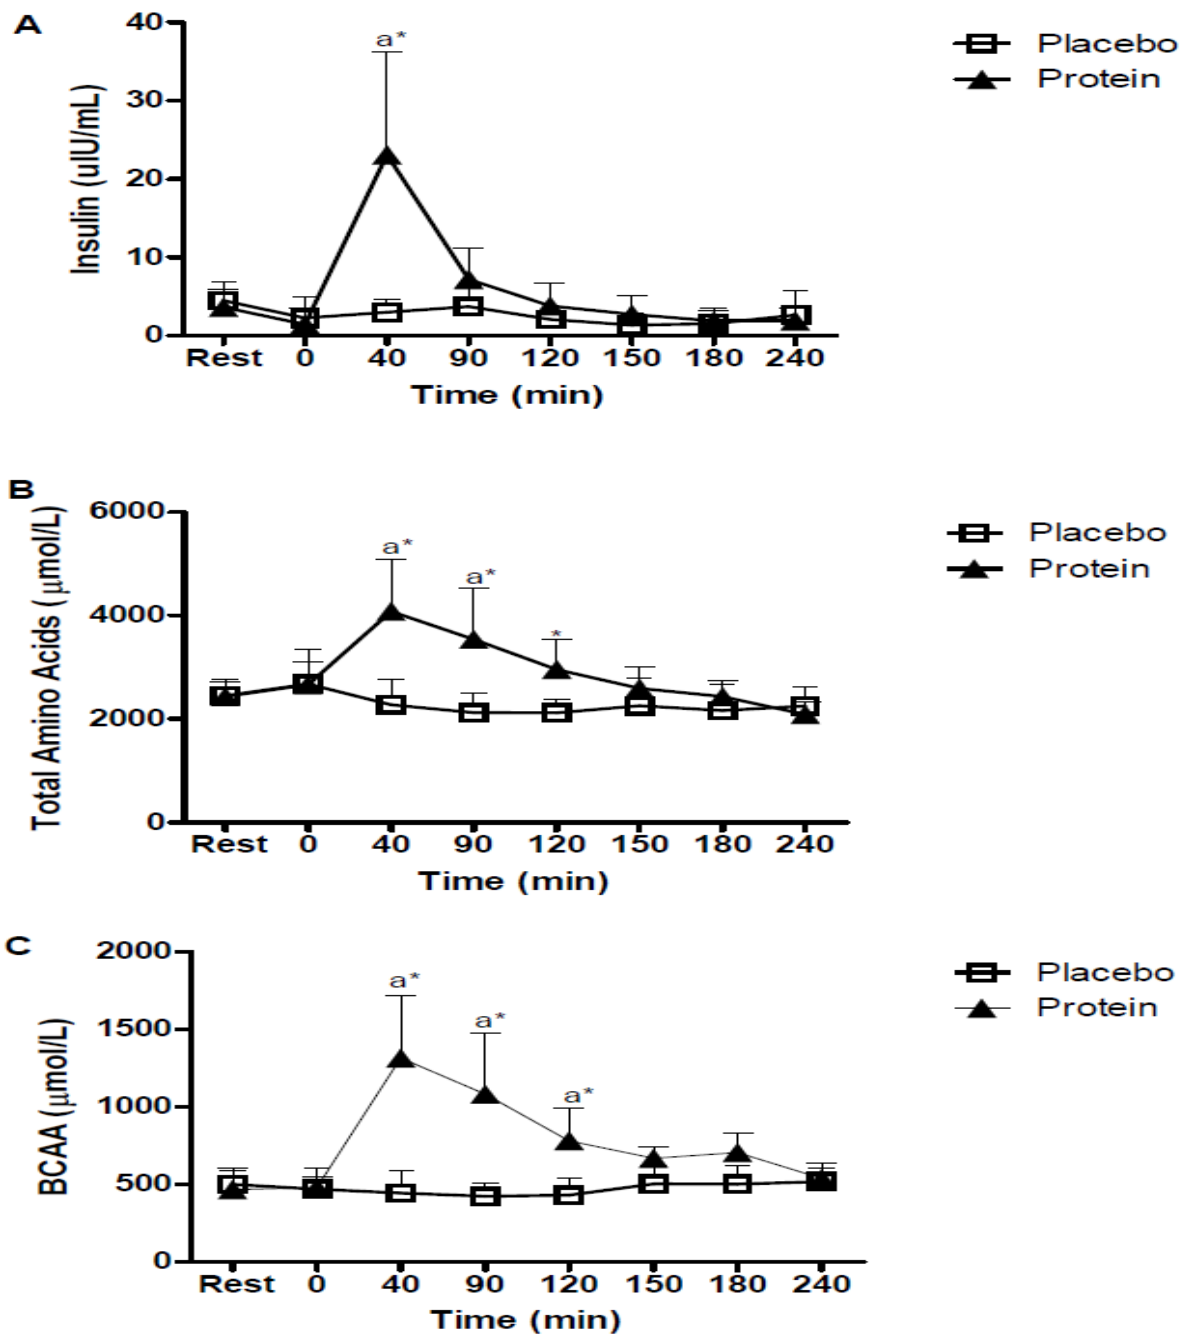 A
40
a*
30
20
10
0
Insulin (uIU/mL)
Rest 0 40 90 120 150 180 240
Time (min)
Placebo
Protein
B
6000
a*
a*
4000
*
2000
0
Total Amino Acids (μmol/L)
Rest 0 40 90 120 150 180 240
Time (min)
Placebo
Protein
C
2000
a*
a*
1500
a*
1000
500
0
BCAA (μmol/L)
Rest 0 40 90 120 150 180 240
Time (min)
Placebo
Protein